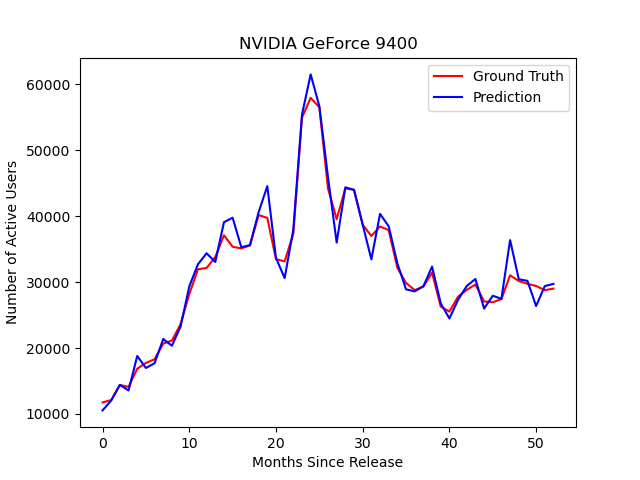 NVIDIA GeForce 9400
Ground Truth
Prediction
60000
50000
40000
30000
20000
10000
Number of Active Users
0
10
20
30
40
50
Months Since Release